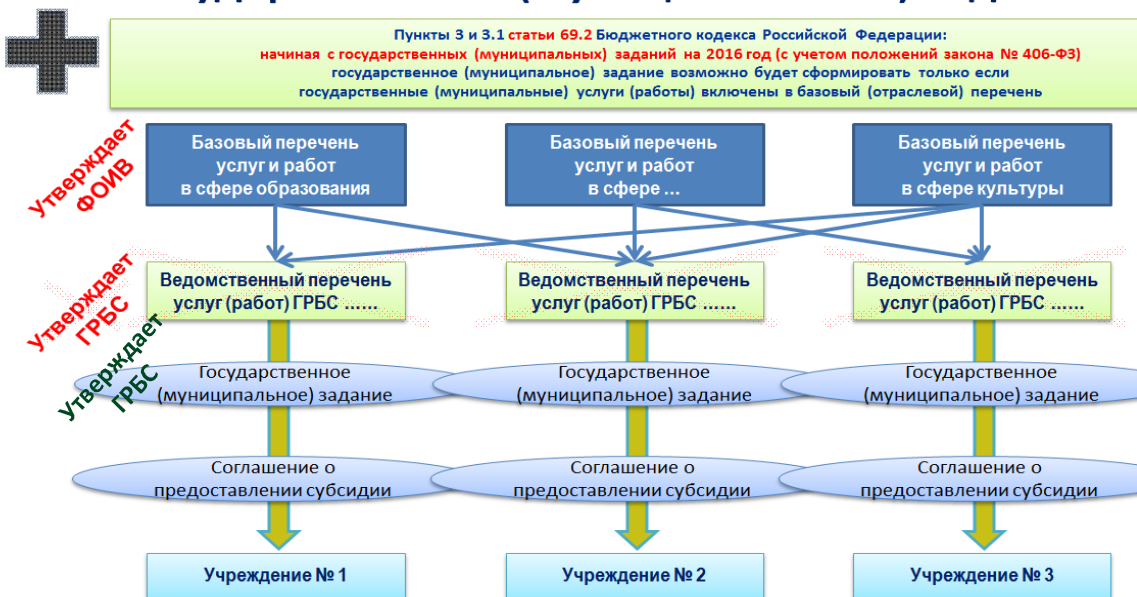 Пункты 3 и 3.1 статьи 69.2 Бюджетного кодекса Российской Федерации:
начиная с государственных (муниципальных) заданий на 2016 год (с учетом положений закона № 406-ФЗ)
государственное (муниципальное) задание возможно будет сформировать только если
государственные (муниципальные) услуги (работы) включены в базовый (отраслевой) перечень
Утверждает
ФОИВ
Базовый перечень
услуг и работ
в сфере образования
Базовый перечень
услуг и работ
в сфере ...
Базовый перечень
услуг и работ
в сфере культуры
Утверждает
ГРБС
Ведомственный перечень
услуг (работ) ГРБС ......
Ведомственный перечень
услуг (работ) ГРБС ......
Ведомственный перечень
услуг (работ) ГРБС ......
Утверждает
ГРБС
Государственное
(муниципальное) задание
Государственное
(муниципальное) задание
Государственное
(муниципальное) задание
Соглашение о
предоставлении субсидии
Соглашение о
предоставлении субсидии
Соглашение о
предоставлении субсидии
Учреждение № 1
Учреждение № 2
Учреждение № 3